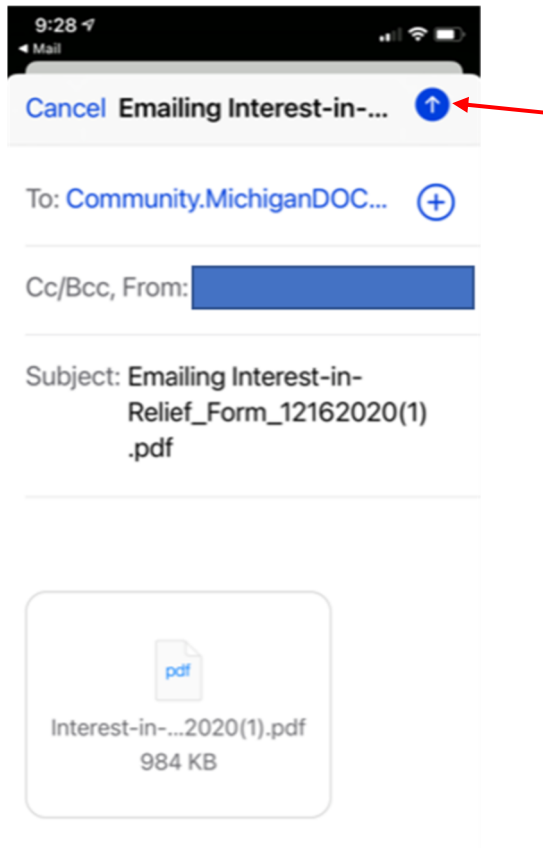 9:28
◀ Mail
Cancel Emailing Interest-in-...
To: Community.MichiganDOC...
Cc/Bcc, From:
Subject: Emailing Interest-in-
Relief_Form_12162020(1)
.pdf
pdf
Interest-in-...2020(1).pdf
984 KB